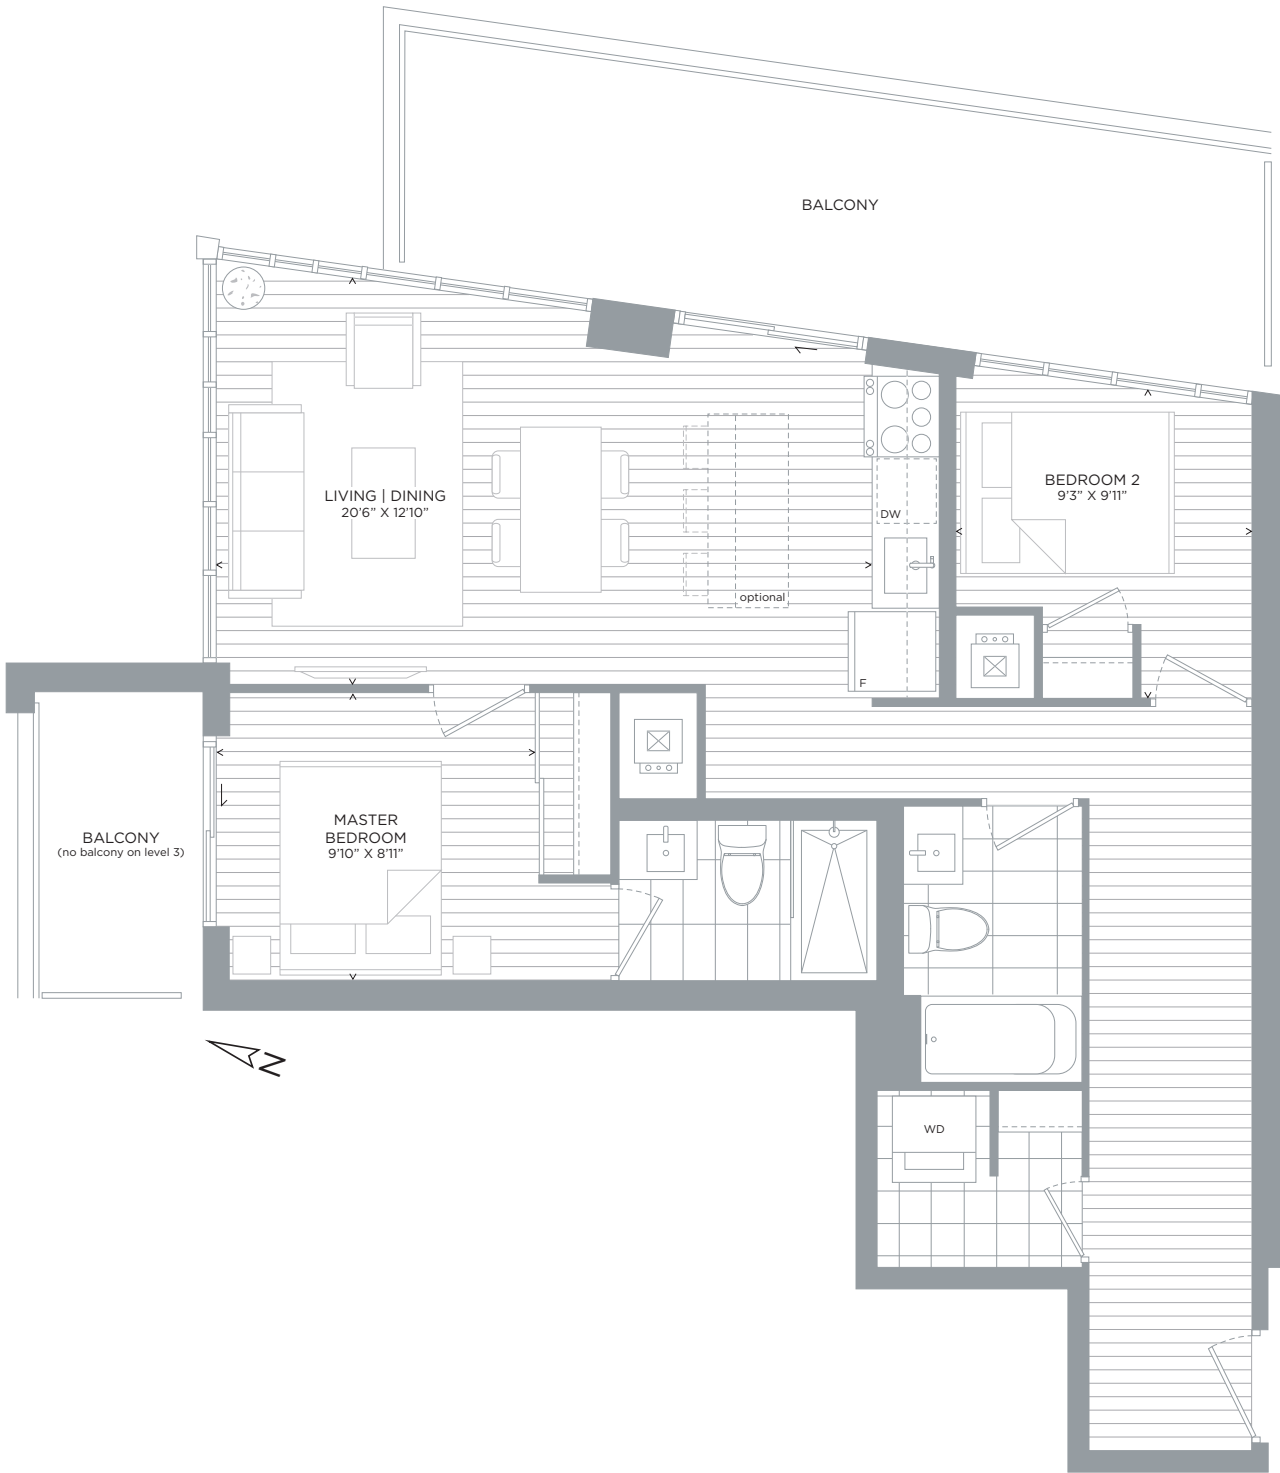 BALCONY
LIVING | DINING
20'6” X 12'10”
BEDROOM 2
9'3” X 9'11”
DW
optional
F
MASTER
BEDROOM
9'10” X 8'11”
BALCONY
(no balcony on level 3)
N
WD